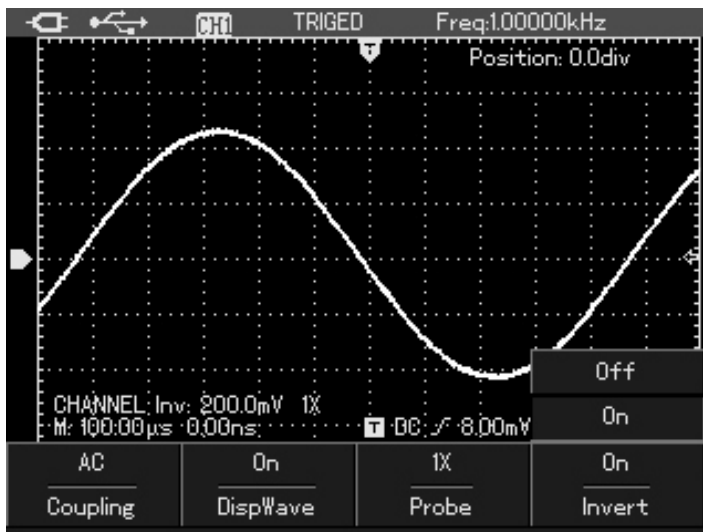 CH1 TRIGED Freq:1.00000kHz
T
Position: 0.0div
Off
CHANNEL: Inv: 200.0mV 1X
On
M: 100.00µs 0.00ns: T DC 8.00mV
AC On 1X On
Coupling DispWave Probe Invert